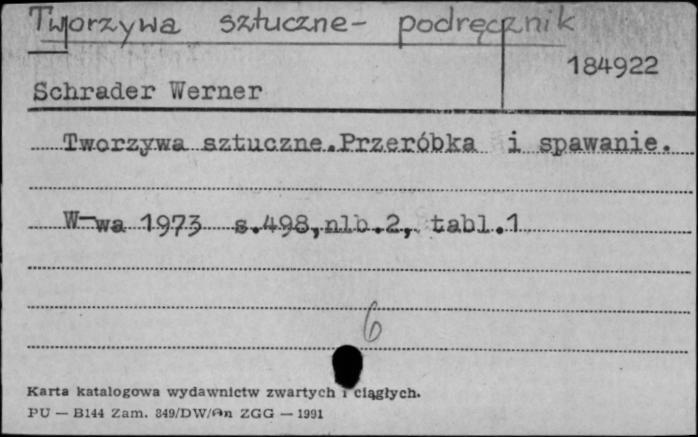 Tworzywa sztuczne - podręcznik
184922
Schrader Werner
Tworzywa sztuczne.Przeróbka i spawanie.
W-wa 1973 s.498,nlb.2, tabl.1
6
Karta katalogowa wydawnictw zwartych i ciągłych.
PU — B144 Zam. 849/DW/On ZGG — 1991